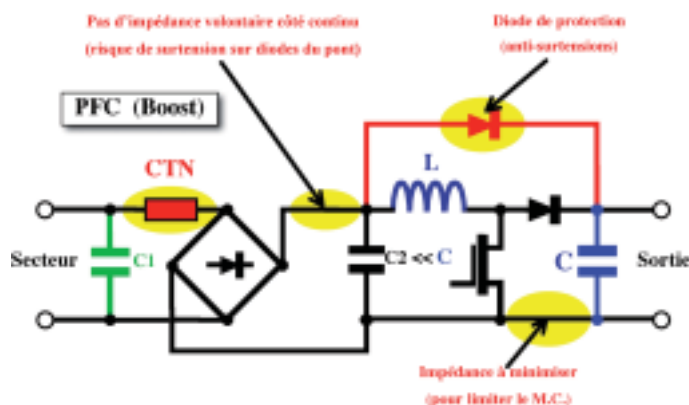 Pas d'impédance volontaire côté continu
(risque de surtension sur diodes du pont)
Diode de protection
(anti-surtensions)
PFC (Boost)
CTN
L
Secteur
C1
C2 << C
C
Sortie
Impédance à minimiser
(pour limiter le M.C.)